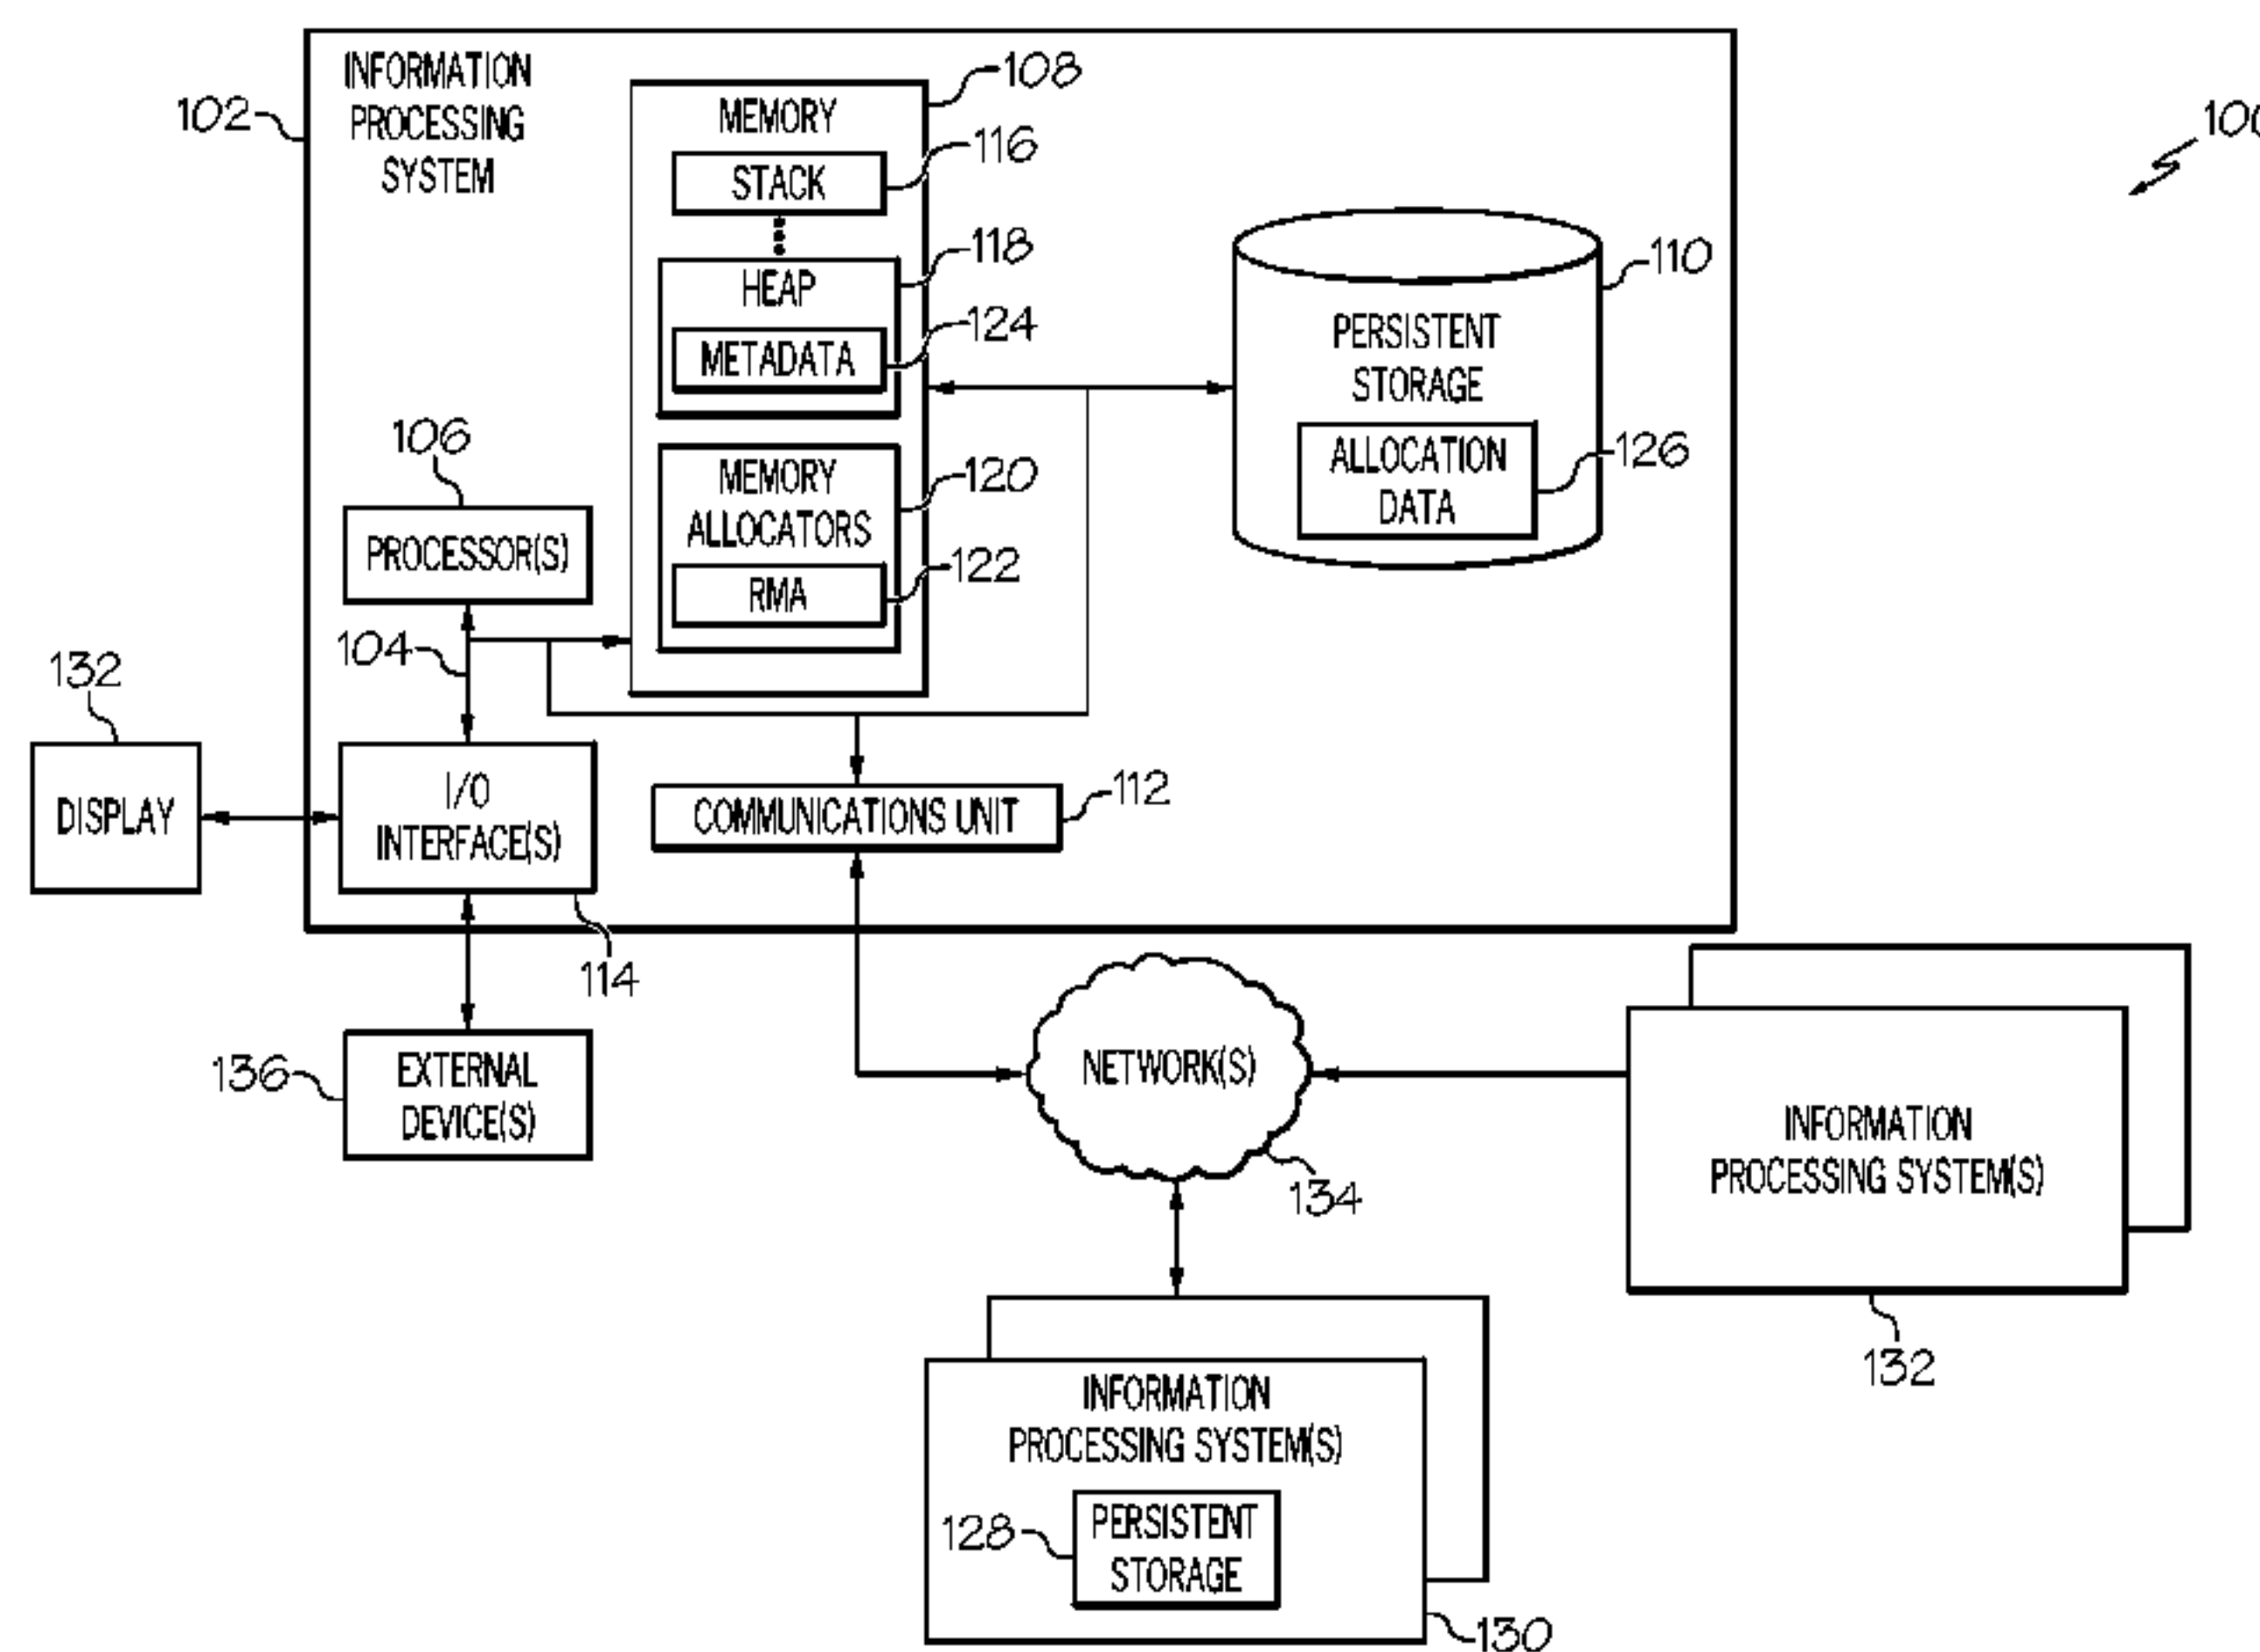 INFORMATION
PROCESSING
SYSTEM
102
108
MEMORY
116
STACK
118
HEAP
124
METADATA
100
110
PERSISTENT
STORAGE
ALLOCATION
DATA
126
106
PROCESSOR(S)
120
MEMORY
ALLOCATORS
122
RMA
104
132
DISPLAY
I/O
INTERFACE(S)
114
COMMUNICATIONS UNIT
112
136
EXTERNAL
DEVICE(S)
NETWORK(S)
134
INFORMATION
PROCESSING SYSTEM(S)
132
INFORMATION
PROCESSING SYSTEM(S)
128
PERSISTENT
STORAGE
130